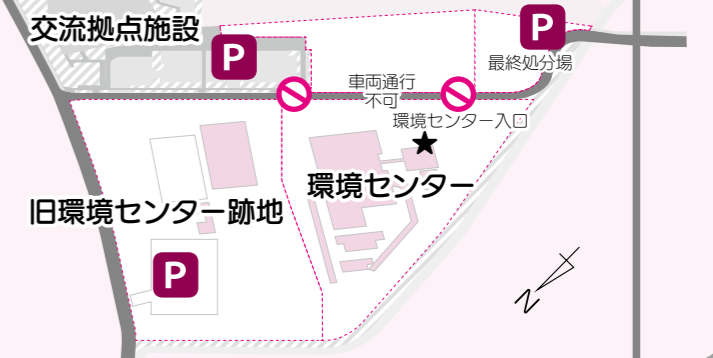 交流拠点施設
P
P
最終処分場
車両通行
不可
環境センター入口
環境センター
旧環境センター跡地
P
N